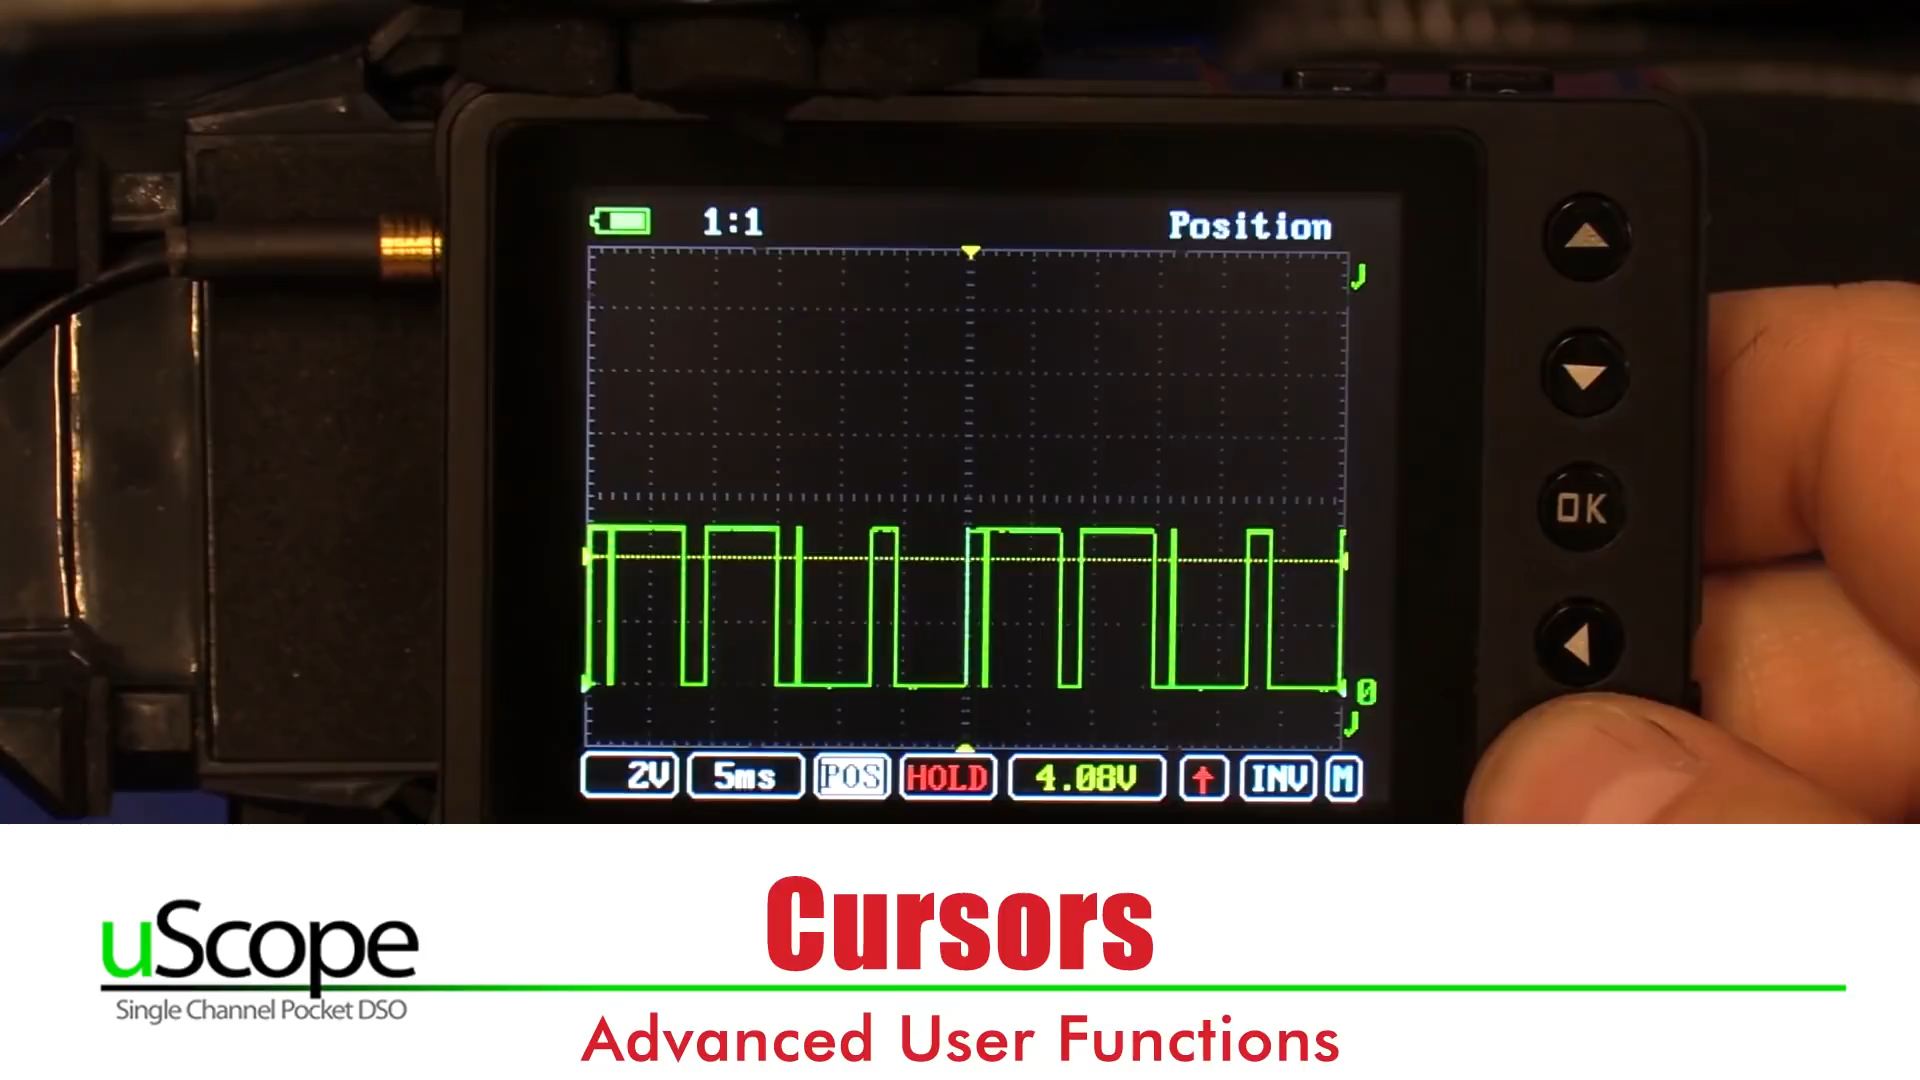 1:1 Position
0
2V 5ms POS HOLD 4.08V INV M
OK
uScope
Single Channel Pocket DSO
Cursors
Advanced User Functions